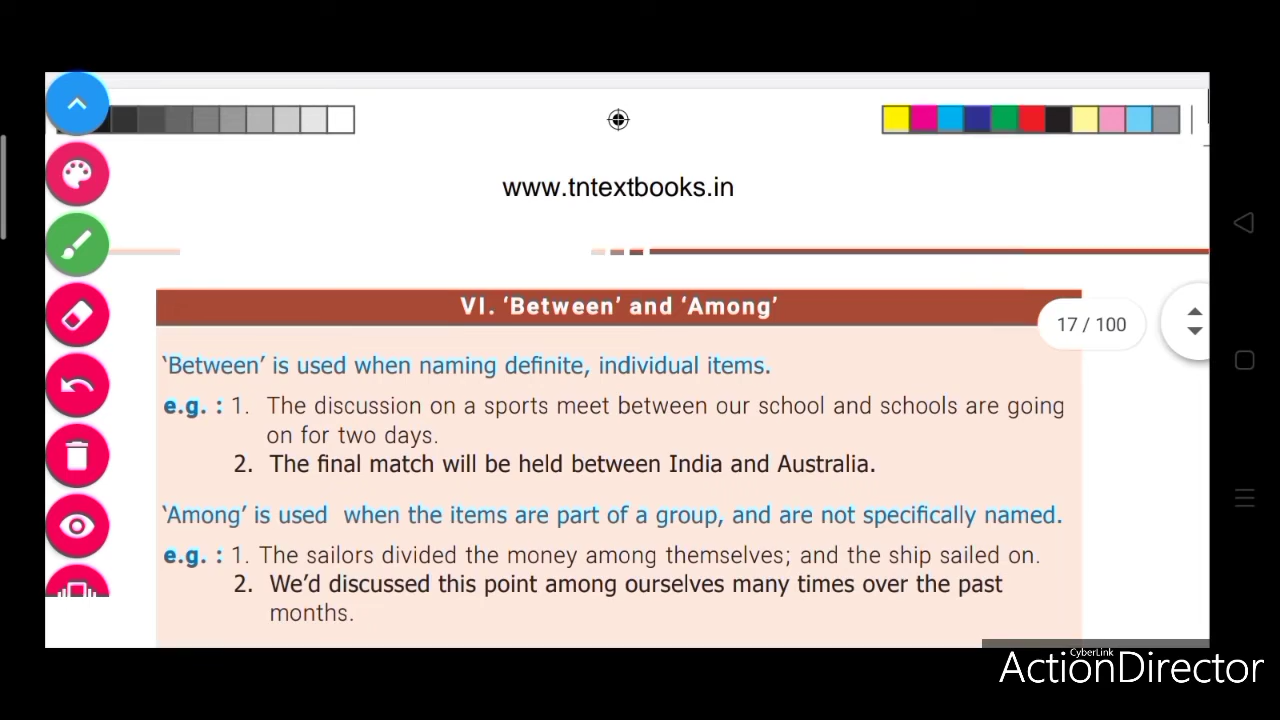 www.tntextbooks.in
VI. ‘Between’ and ‘Among’
17 / 100
‘Between’ is used when naming definite, individual items.
e.g. : 1. The discussion on a sports meet between our school and schools are going
on for two days.
2. The final match will be held between India and Australia.
‘Among’ is used when the items are part of a group, and are not specifically named.
e.g. : 1. The sailors divided the money among themselves; and the ship sailed on.
2. We’d discussed this point among ourselves many times over the past
months.
CyberLink
ActionDirector